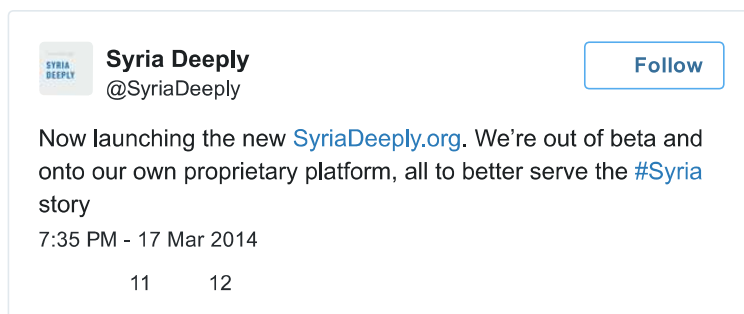 SYRIA
DEEPLY
Syria Deeply
@SyriaDeeply
Follow
Now launching the new SyriaDeeply.org. We’re out of beta and
onto our own proprietary platform, all to better serve the #Syria
story
7:35 PM - 17 Mar 2014
11 12